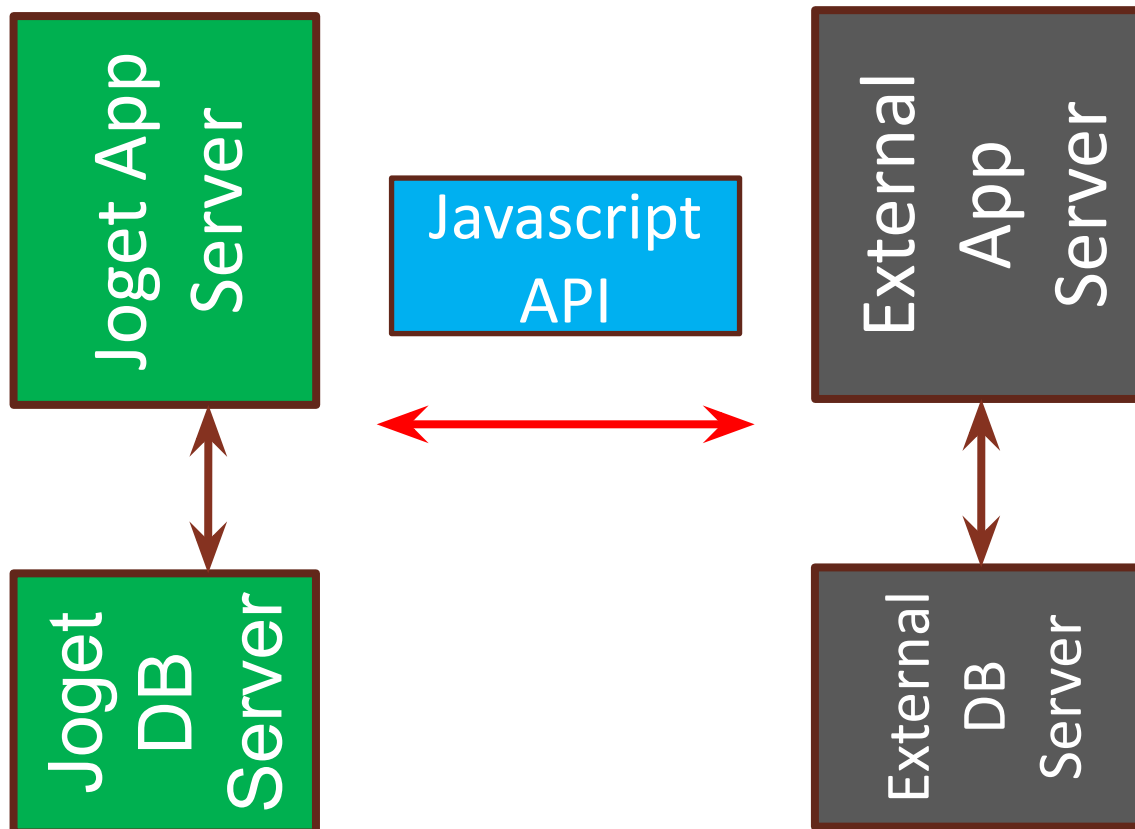 Joget App
Server
Javascript
API
External
App
Server
Joget
DB
Server
External
DB
Server